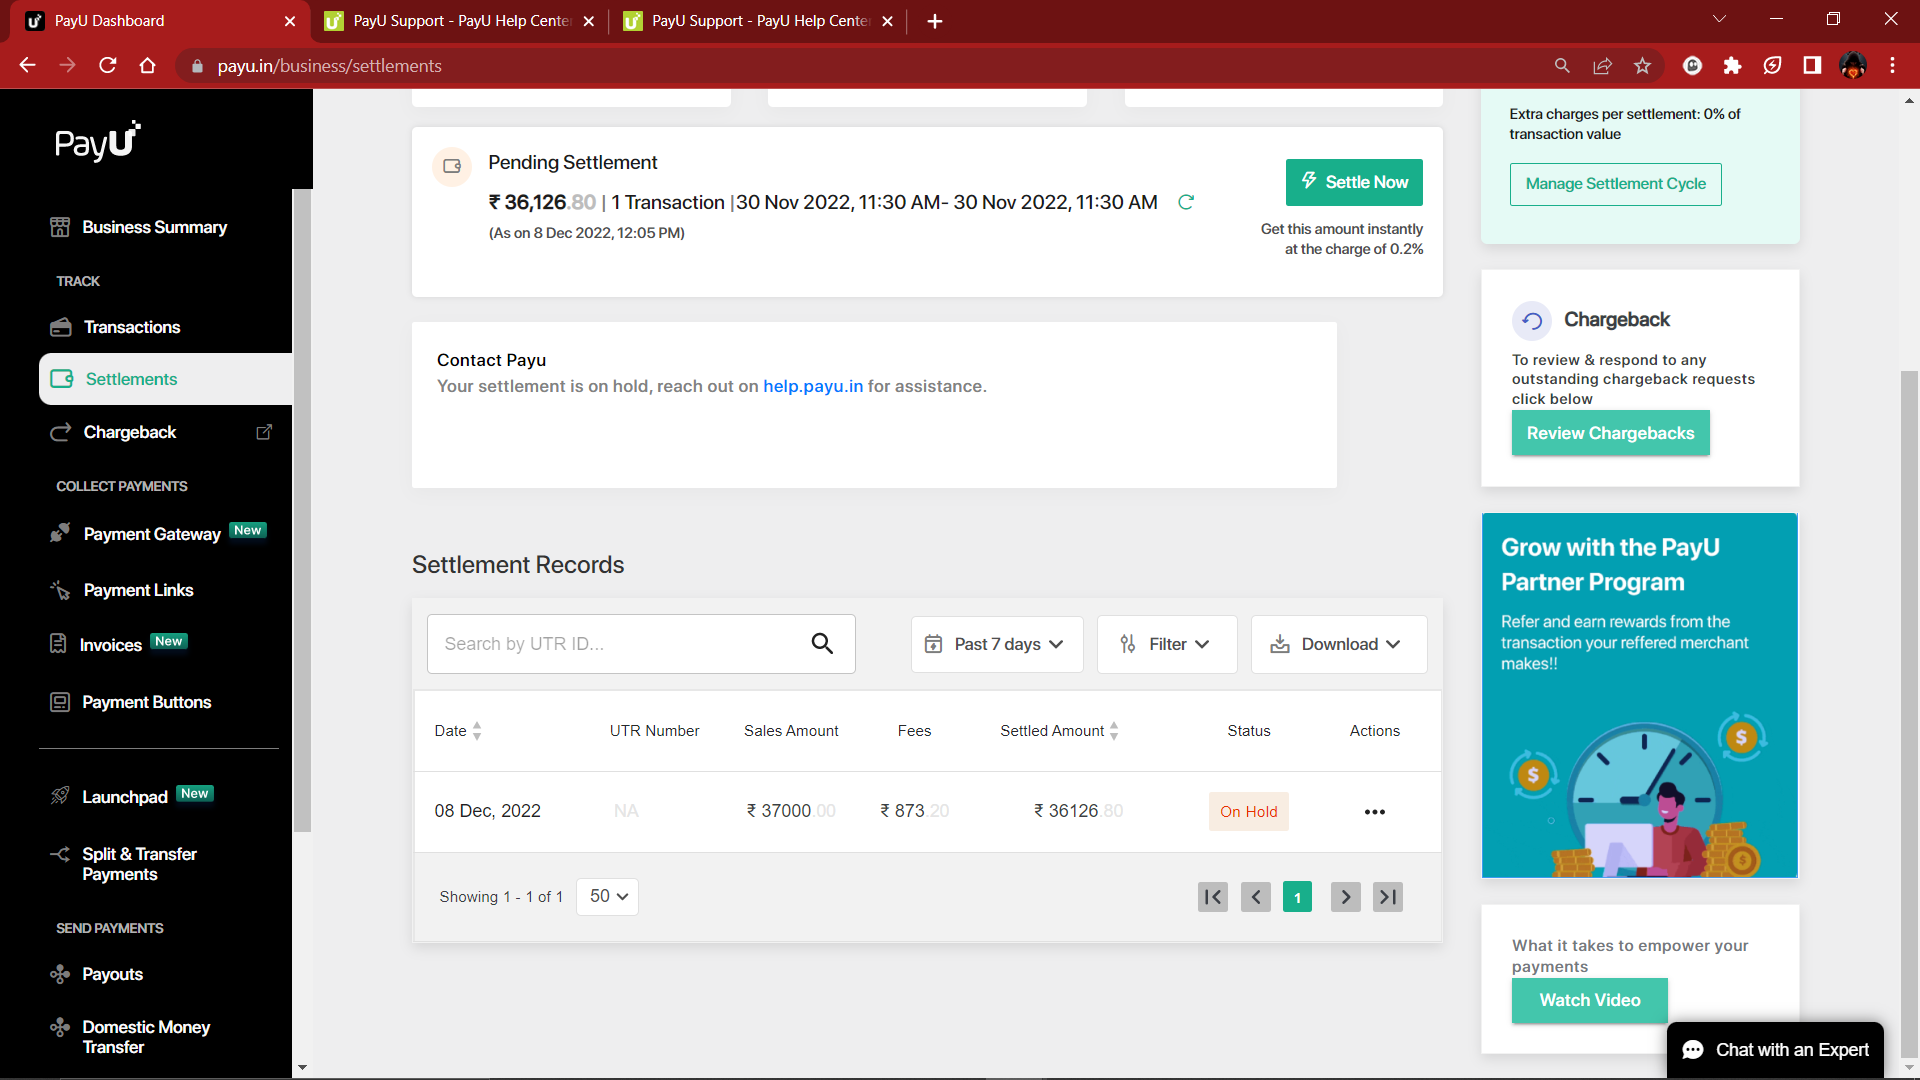 PayU Dashboard
PayU Support - PayU Help Cente
PayU Support - PayU Help Cente
payu.in/business/settlements
PayU
Business Summary
TRACK
Transactions
Settlements
Chargeback
COLLECT PAYMENTS
Payment Gateway New
Payment Links
Invoices New
Payment Buttons
Launchpad New
Split & Transfer
Payments
SEND PAYMENTS
Payouts
Domestic Money
Transfer
Pending Settlement
₹ 36,126.80 | 1 Transaction |30 Nov 2022, 11:30 AM- 30 Nov 2022, 11:30 AM
(As on 8 Dec 2022, 12:05 PM)
Settle Now
Get this amount instantly
at the charge of 0.2%
Contact Payu
Your settlement is on hold, reach out on help.payu.in for assistance.
Settlement Records
Search by UTR ID...
Past 7 days
Filter
Download
Date UTR Number Sales Amount Fees Settled Amount Status Actions
08 Dec, 2022 NA ₹ 37000.00 ₹ 873.20 ₹ 36126.80 On Hold
Showing 1 - 1 of 1 50
1
Extra charges per settlement: 0% of
transaction value
Manage Settlement Cycle
Chargeback
To review & respond to any
outstanding chargeback requests
click below
Review Chargebacks
Grow with the PayU
Partner Program
Refer and earn rewards from the
transaction your reffered merchant
makes!!
What it takes to empower your
payments
Watch Video
Chat with an Expert